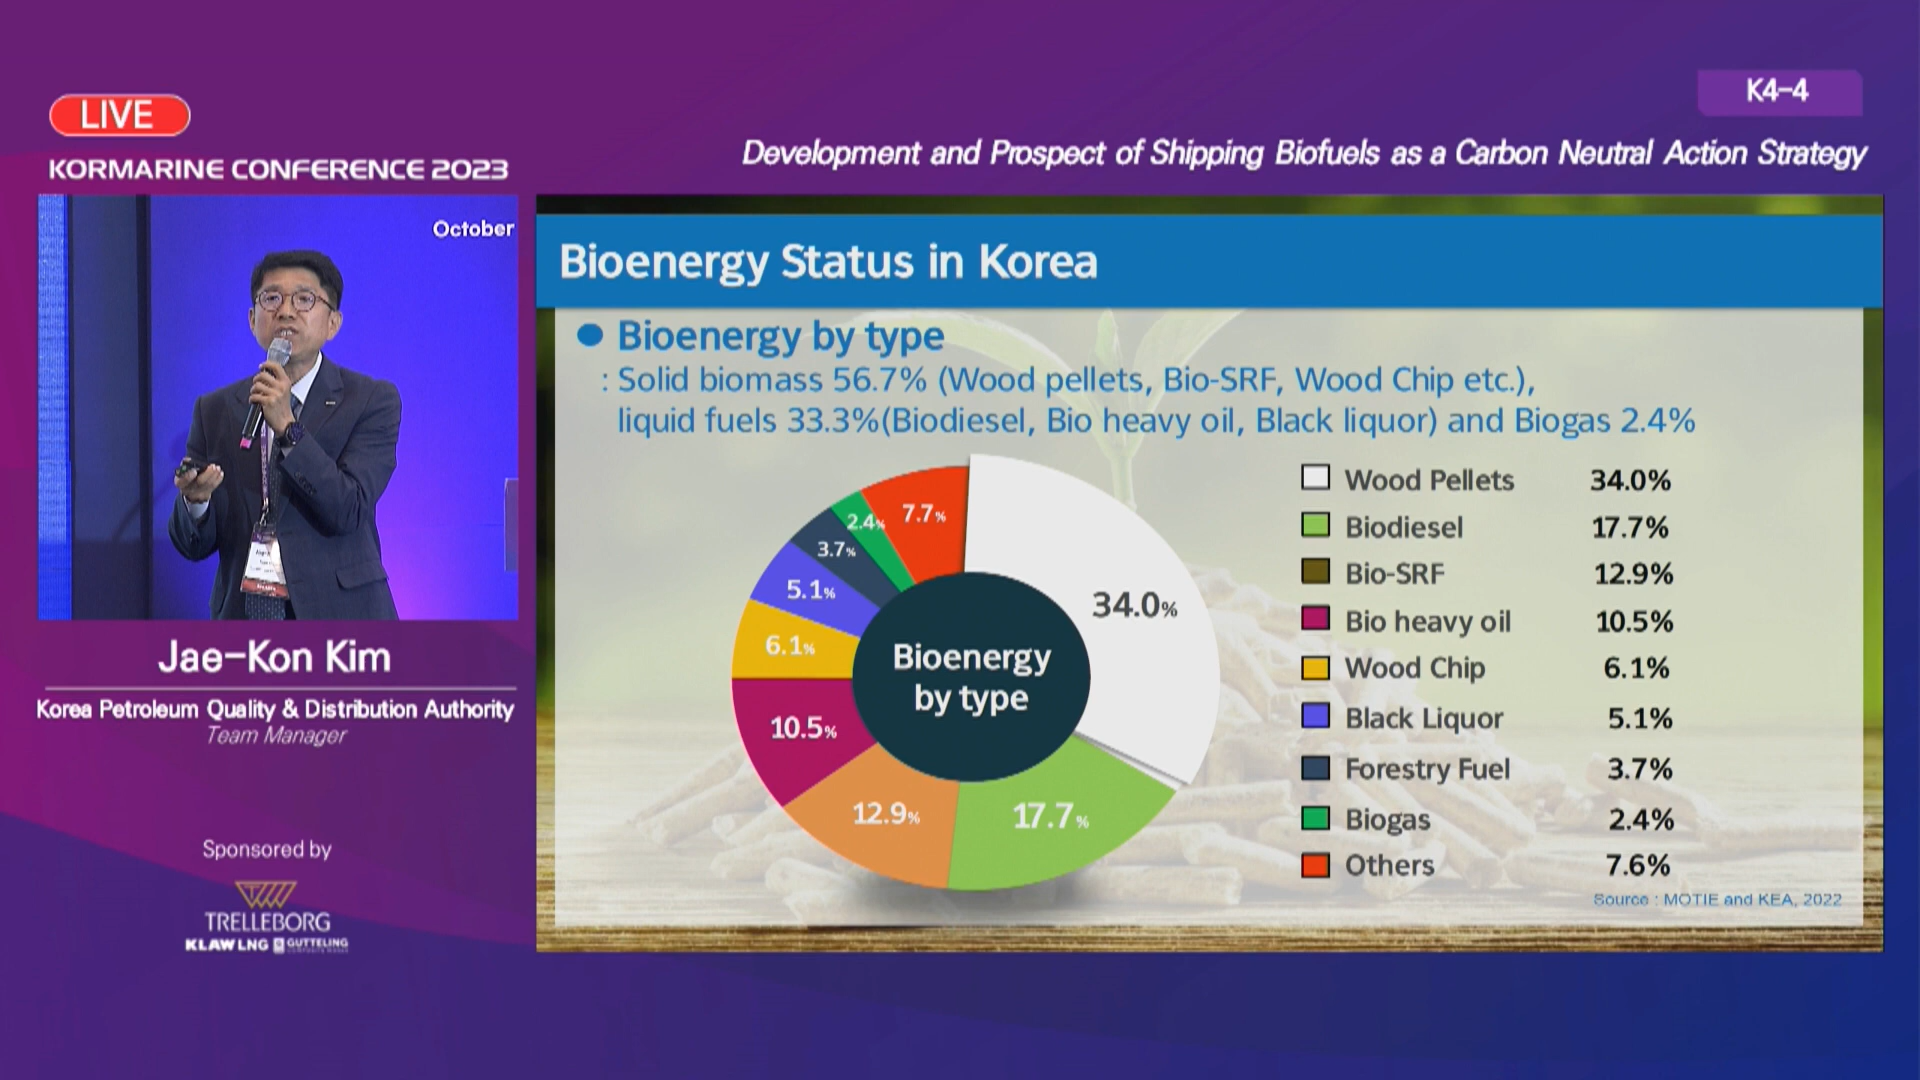 LIVE
KORMARINE CONFERENCE 2023
K4-4
Development and Prospect of Shipping Biofuels as a Carbon Neutral Action Strategy
October
Jae-Kon Kim
Korea Petroleum Quality & Distribution Authority
Team Manager
Sponsored by
TRELLEBORG
KLAW LNG GUTTELING
Bioenergy Status in Korea
Bioenergy by type
: Solid biomass 56.7% (Wood pellets, Bio-SRF, Wood Chip etc.),
liquid fuels 33.3%(Biodiesel, Bio heavy oil, Black liquor) and Biogas 2.4%
34.0%
17.7%
12.9%
10.5%
6.1%
5.1%
3.7%
2.4%
7.7%
Bioenergy
by type
Wood Pellets 34.0%
Biodiesel 17.7%
Bio-SRF 12.9%
Bio heavy oil 10.5%
Wood Chip 6.1%
Black Liquor 5.1%
Forestry Fuel 3.7%
Biogas 2.4%
Others 7.6%
Source : MOTIE and KEA, 2022